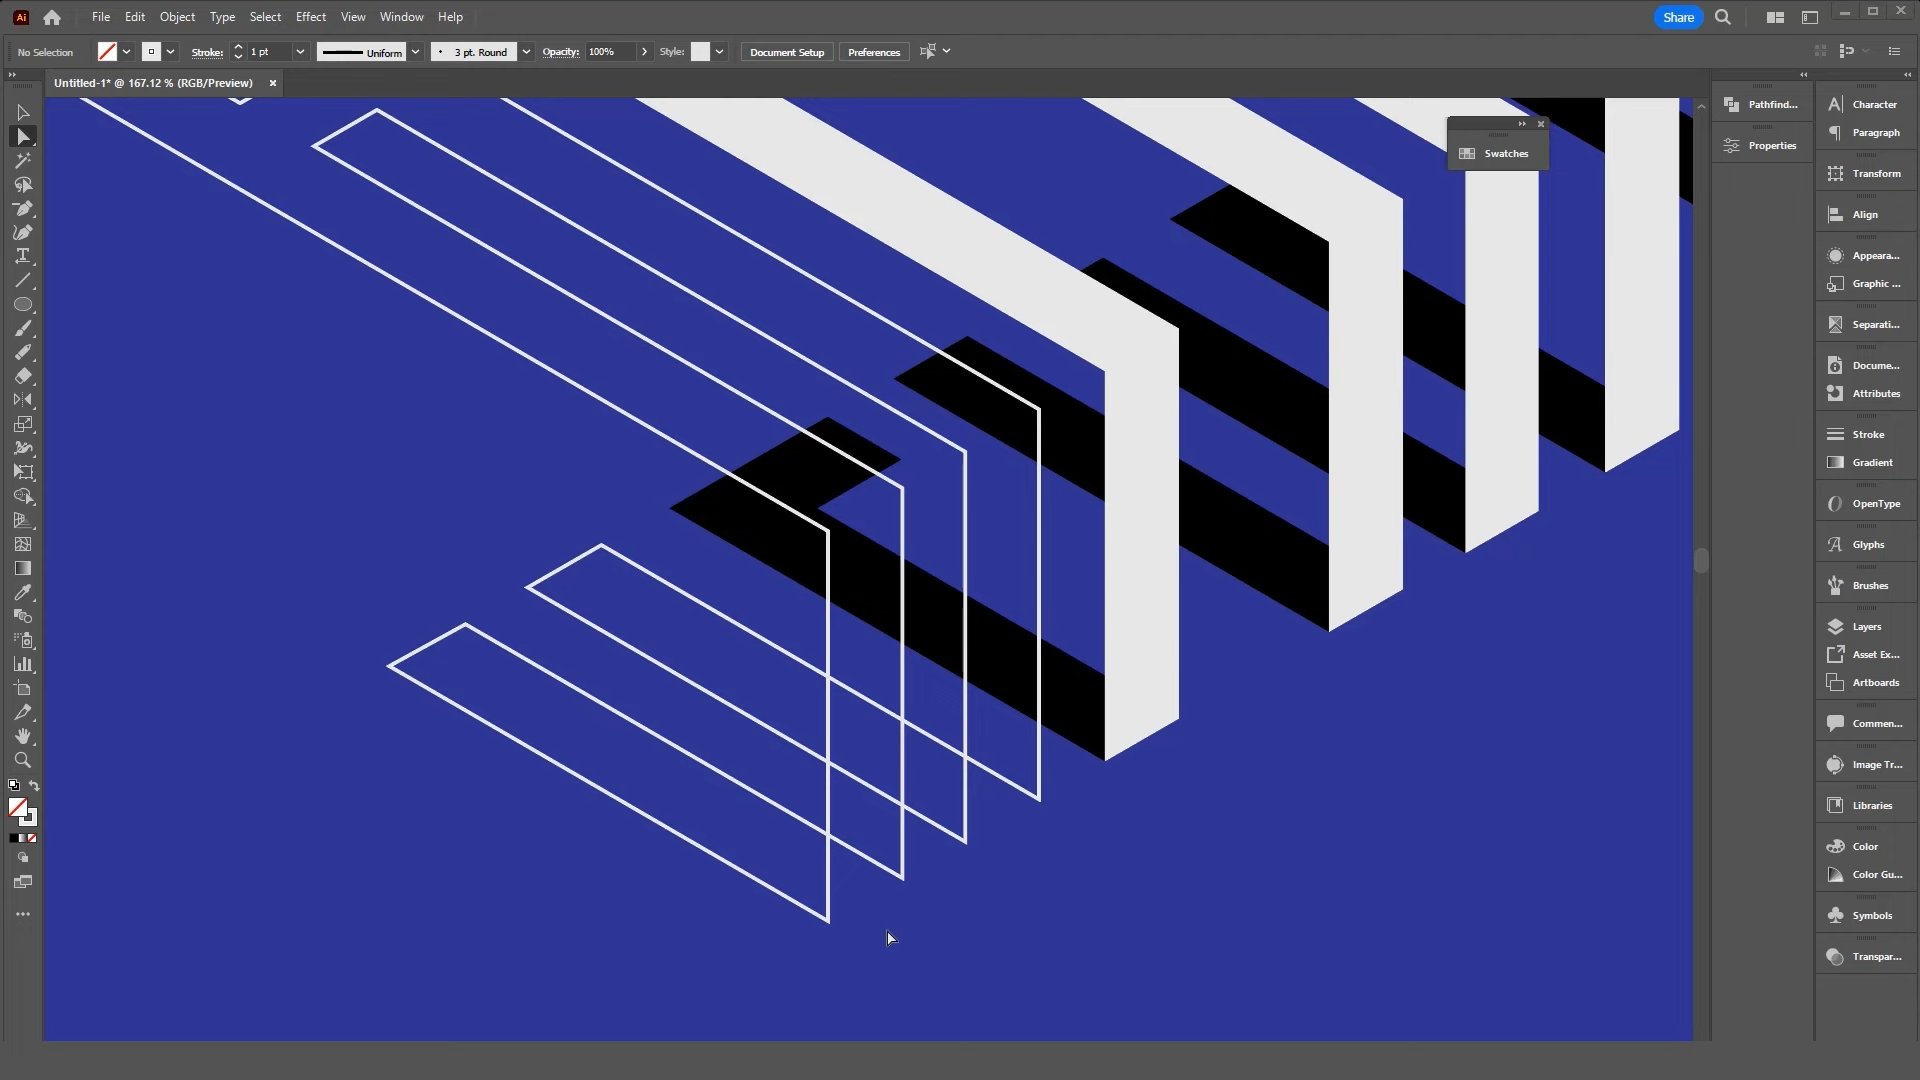 Ai File Edit Object Type Select Effect View Window Help Share
No Selection Stroke: 1 pt Uniform 3 pt. Round Opacity: 100% Style: Document Setup Preferences
Untitled-1* @ 167.12 % (RGB/Preview)
Swatches
Pathfind...
Properties
Character
Paragraph
Transform
Align
Appeara...
Graphic ...
Separati...
Docume...
Attributes
Stroke
Gradient
OpenType
Glyphs
Brushes
Layers
Asset Ex...
Artboards
Commen...
Image Tr...
Libraries
Color
Color Gu...
Symbols
Transpar...